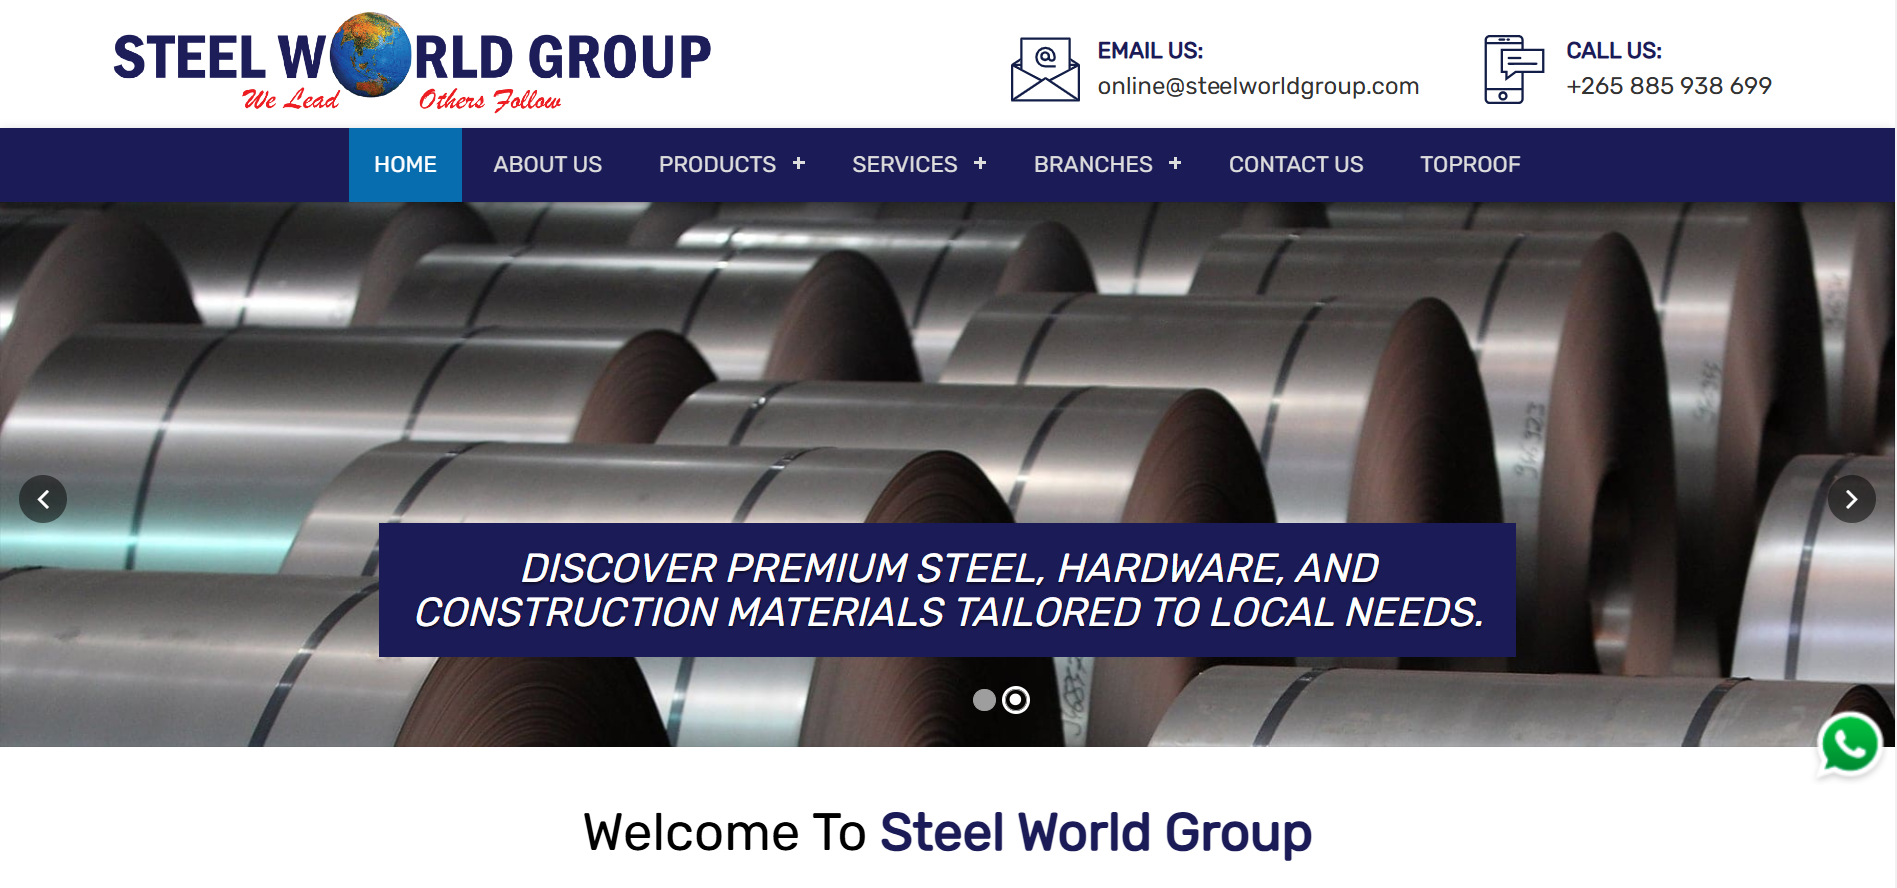 STEEL WORLD GROUP
We Lead Others Follow
EMAIL US:
online@steelworldgroup.com
CALL US:
+265 885 938 699
HOME ABOUT US PRODUCTS + SERVICES + BRANCHES + CONTACT US TOPROOF
DISCOVER PREMIUM STEEL, HARDWARE, AND
CONSTRUCTION MATERIALS TAILORED TO LOCAL NEEDS.
Welcome To Steel World Group